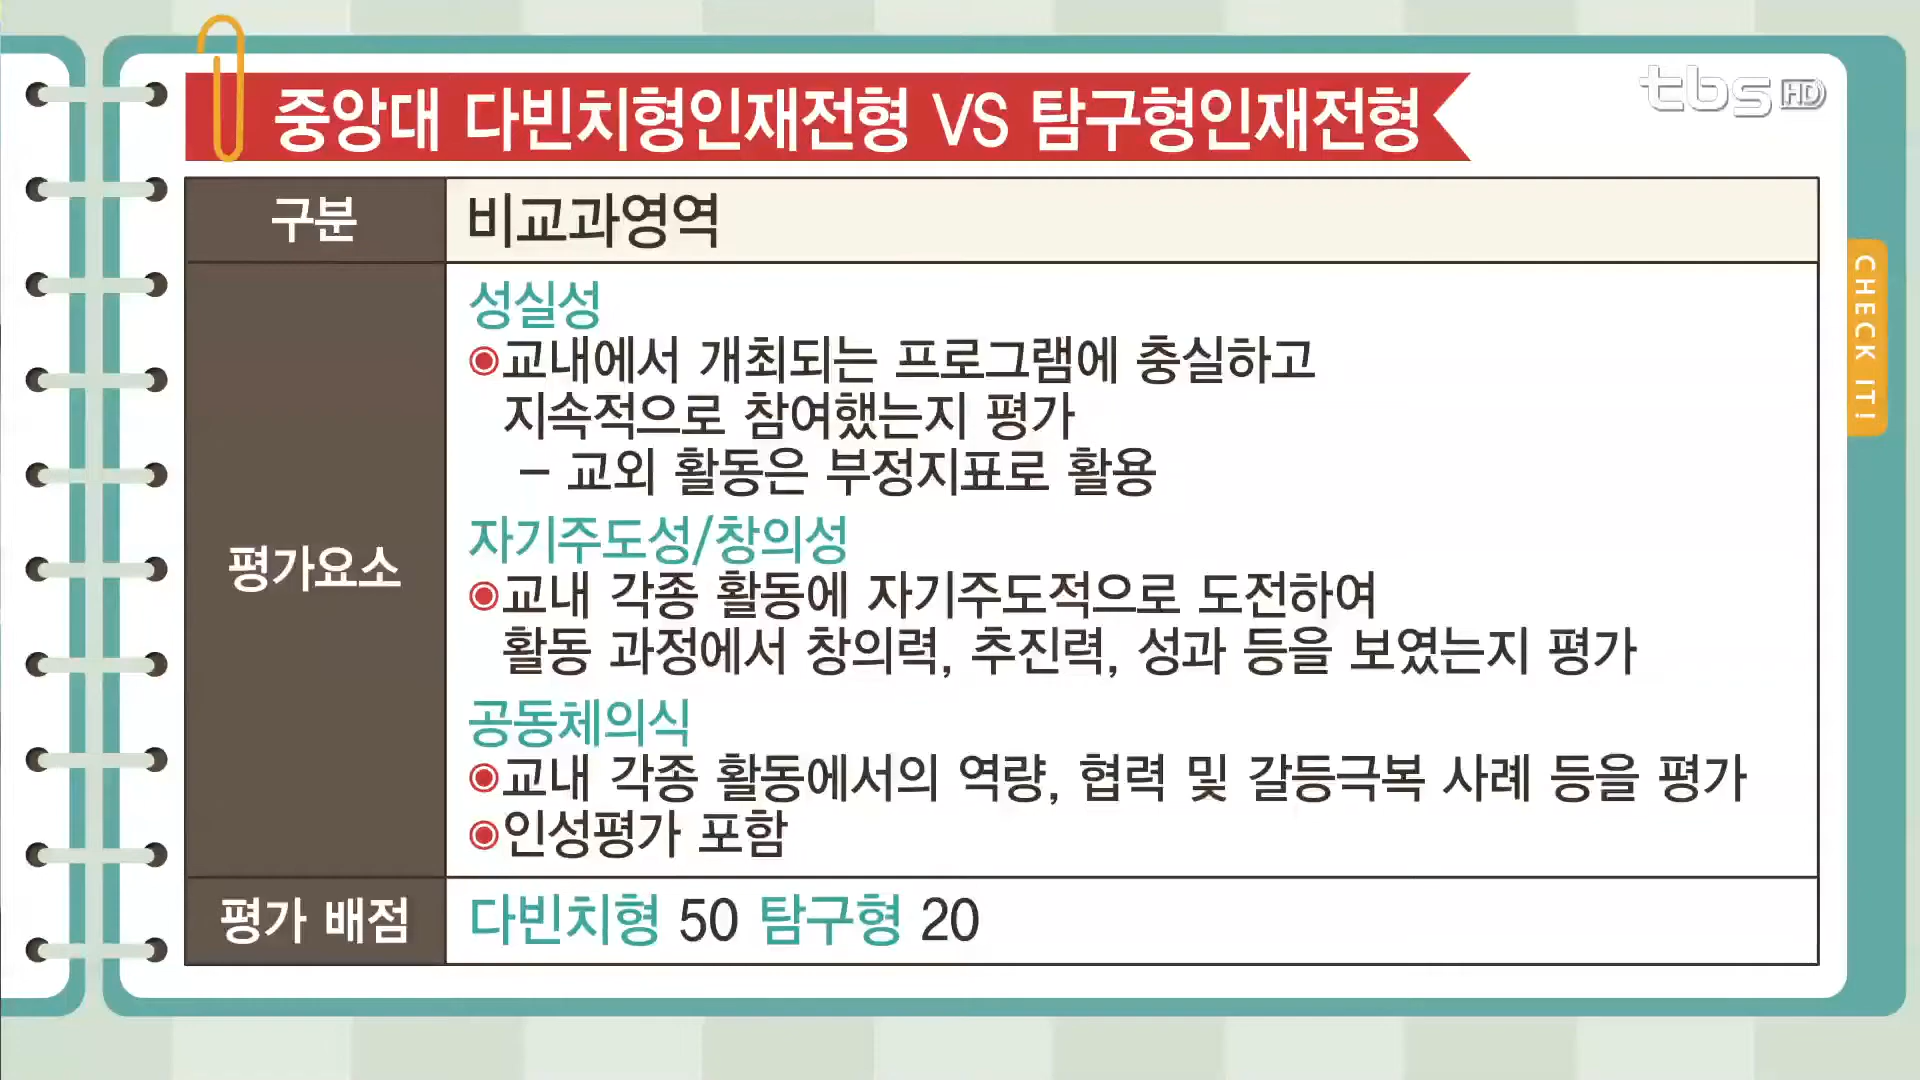 중앙대 다빈치형인재전형 VS 탐구형인재전형
tbs HD
구분
비교과영역
CHECK IT!
평가요소
성실성
◉교내에서 개최되는 프로그램에 충실하고
지속적으로 참여했는지 평가
– 교외 활동은 부정지표로 활용
자기주도성/창의성
◉교내 각종 활동에 자기주도적으로 도전하여
활동 과정에서 창의력, 추진력, 성과 등을 보였는지 평가
공동체의식
◉교내 각종 활동에서의 역량, 협력 및 갈등극복 사례 등을 평가
◉인성평가 포함
평가 배점
다빈치형 50 탐구형 20